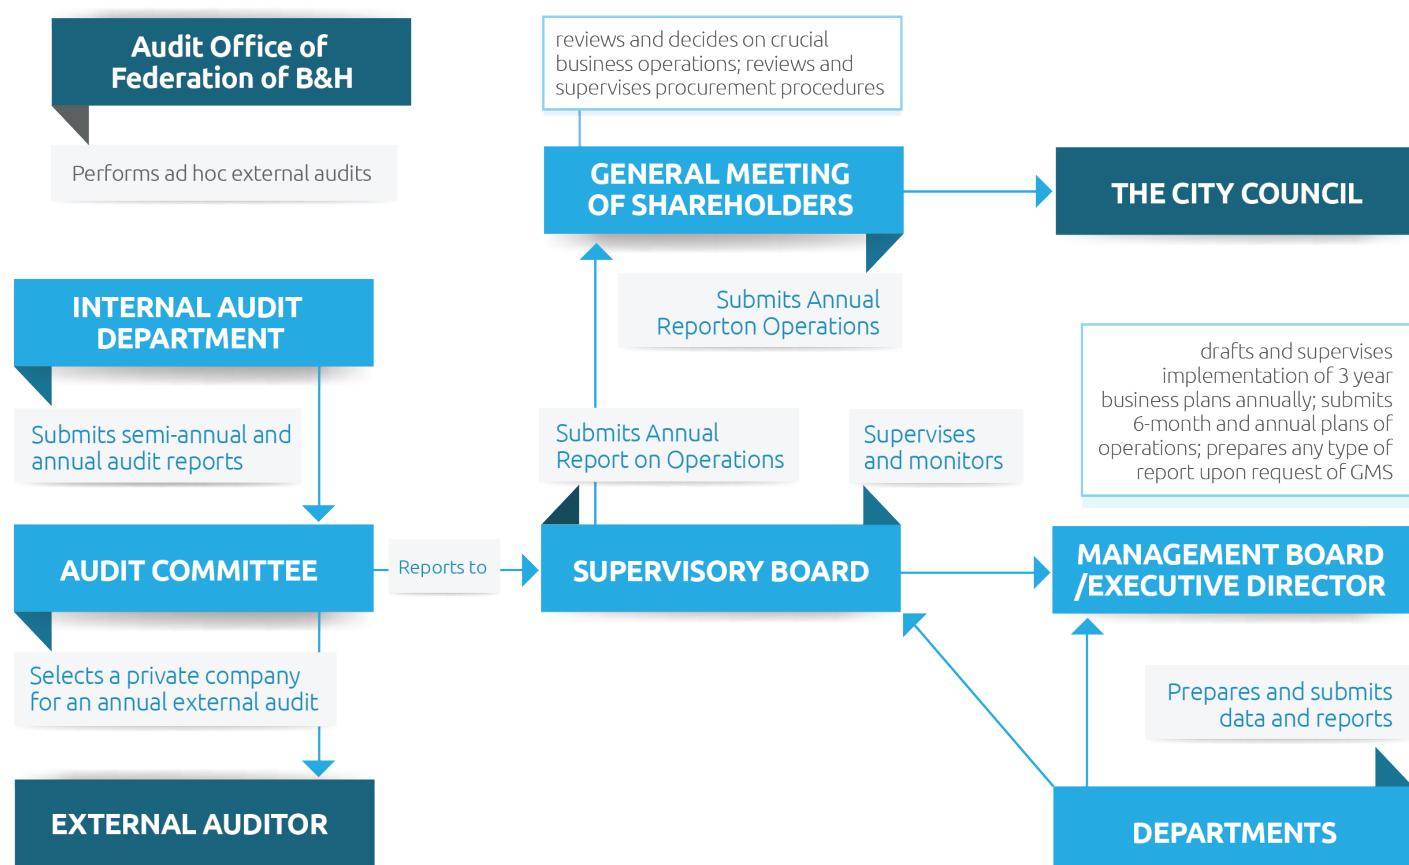 Audit Office of
Federation of B&H
Performs ad hoc external audits
reviews and decides on crucial
business operations; reviews and
supervises procurement procedures
GENERAL MEETING
OF SHAREHOLDERS
THE CITY COUNCIL
Submits Annual
Reporton Operations
INTERNAL AUDIT
DEPARTMENT
Submits semi-annual and
annual audit reports
Submits Annual
Report on Operations
Supervises
and monitors
drafts and supervises
implementation of 3 year
business plans annually; submits
6-month and annual plans of
operations; prepares any type of
report upon request of GMS
AUDIT COMMITTEE
Reports to
SUPERVISORY BOARD
MANAGEMENT BOARD
/EXECUTIVE DIRECTOR
Selects a private company
for an annual external audit
Prepares and submits
data and reports
EXTERNAL AUDITOR
DEPARTMENTS